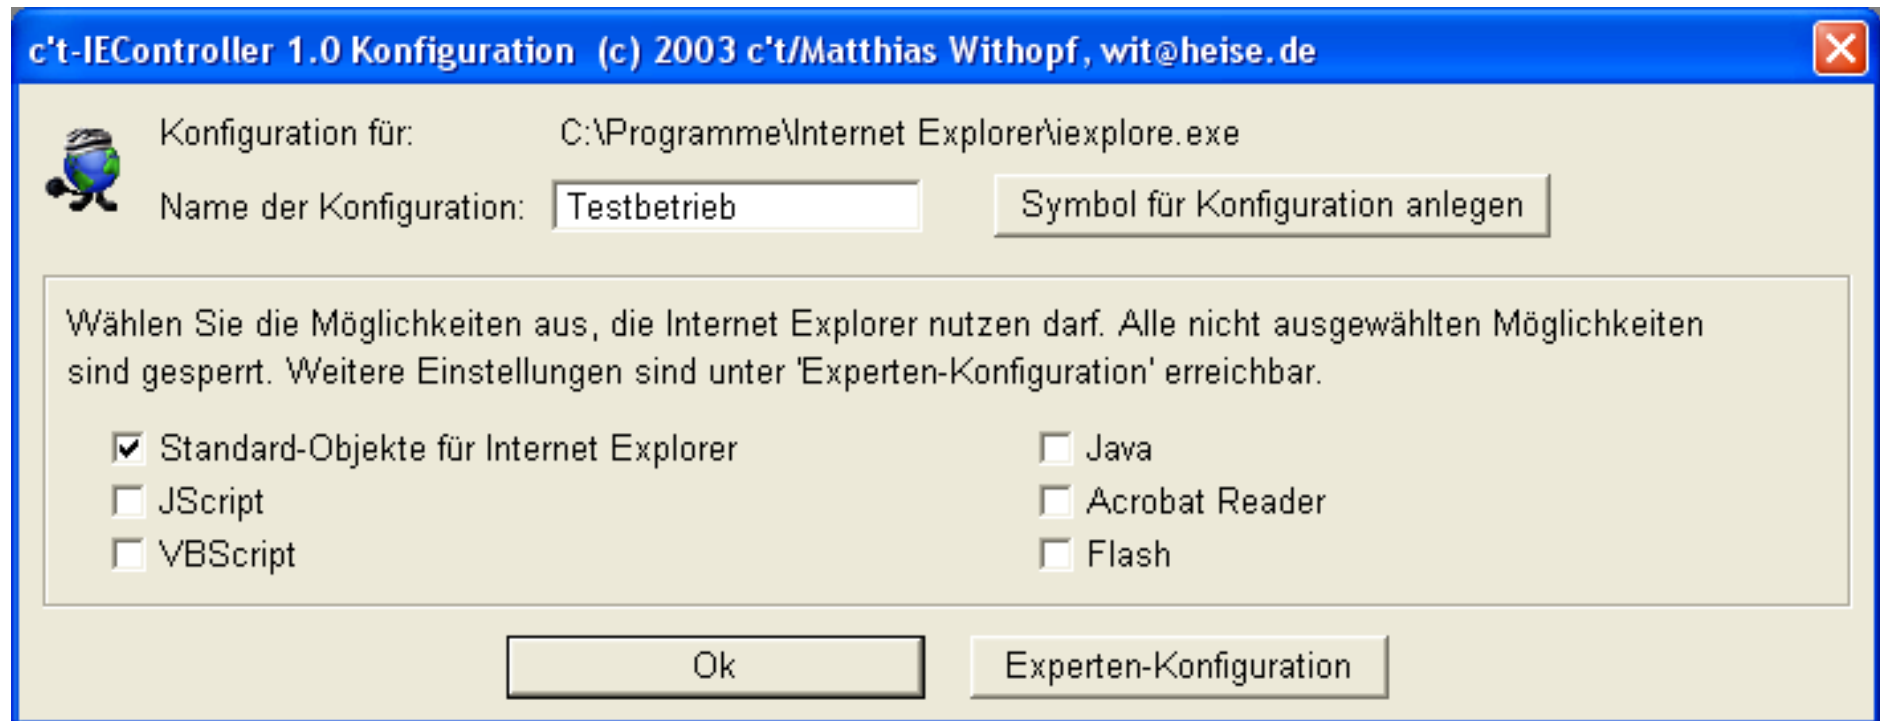 c't-IEController 1.0 Konfiguration (c) 2003 c't/Matthias Withopf, wit@heise.de
Konfiguration für: C:\Programme\Internet Explorer\iexplore.exe
Name der Konfiguration: Testbetrieb Symbol für Konfiguration anlegen
Wählen Sie die Möglichkeiten aus, die Internet Explorer nutzen darf. Alle nicht ausgewählten Möglichkeiten
sind gesperrt. Weitere Einstellungen sind unter 'Experten-Konfiguration' erreichbar.
Standard-Objekte für Internet Explorer Java
JScript Acrobat Reader
VBScript Flash
Ok Experten-Konfiguration